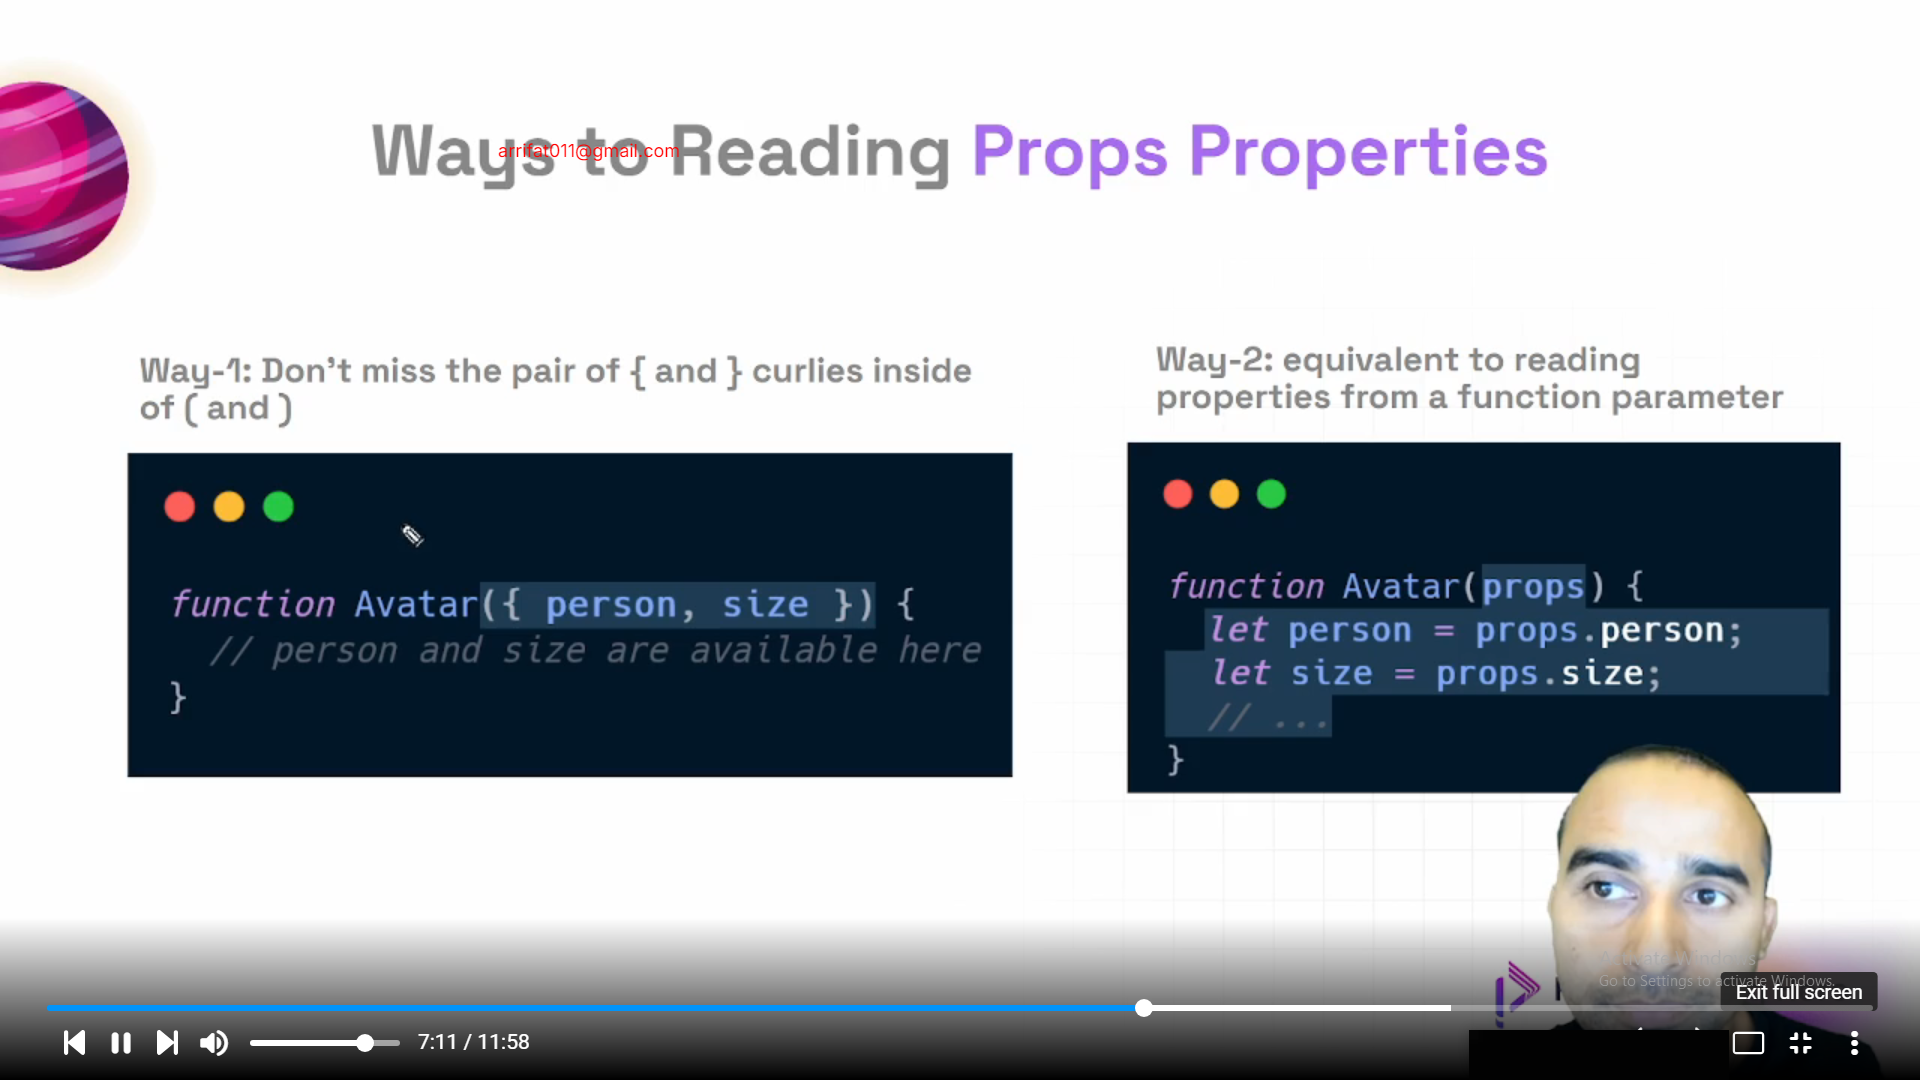 Ways to Reading Props Properties
arrifat011@gmail.com
Way-1: Don't miss the pair of { and } curlies inside
of ( and )
function Avatar({ person, size }) {
// person and size are available here
}
Way-2: equivalent to reading
properties from a function parameter
function Avatar(props) {
let person = props.person;
let size = props.size;
// ...
}
Activate Windows
Go to Settings to activate Windows.
Exit full screen
7:11 / 11:58